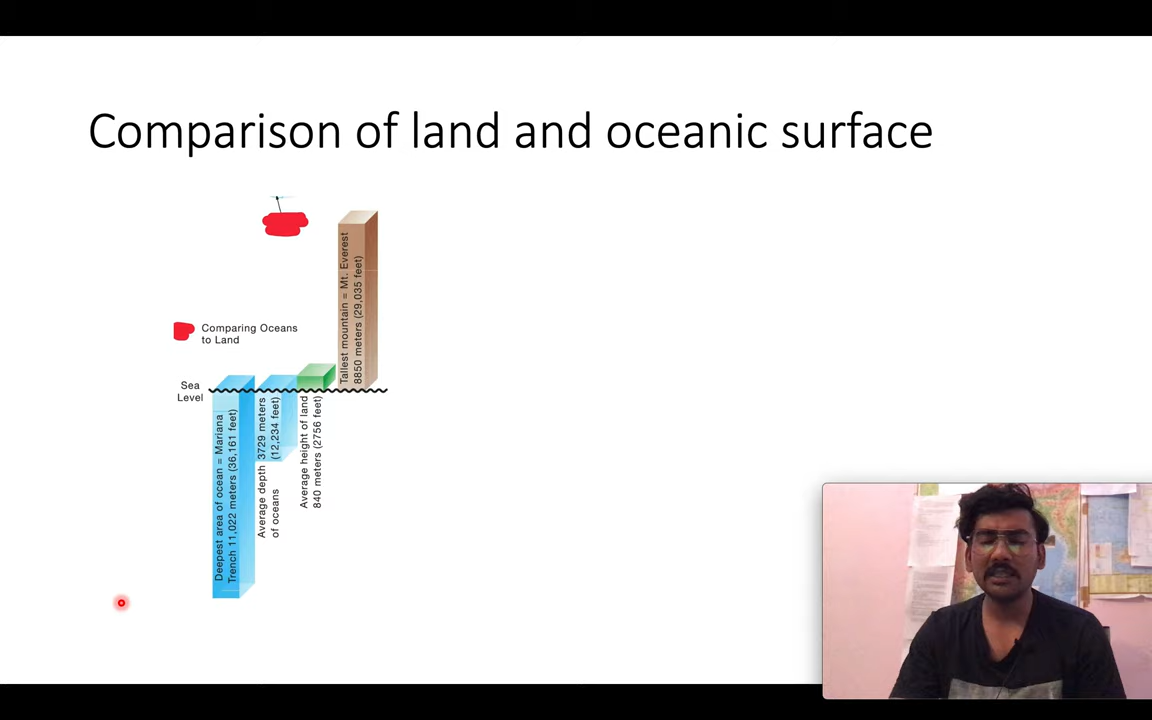 Comparison of land and oceanic surface
Tallest mountain = Mt. Everest
8850 meters (29,035 feet)
Comparing Oceans
to Land
Sea
Level
Deepest area of ocean = Mariana
Trench 11,022 meters (36,161 feet)
Average depth 3729 meters
of oceans (12,234 feet)
Average height of land
840 meters (2756 feet)